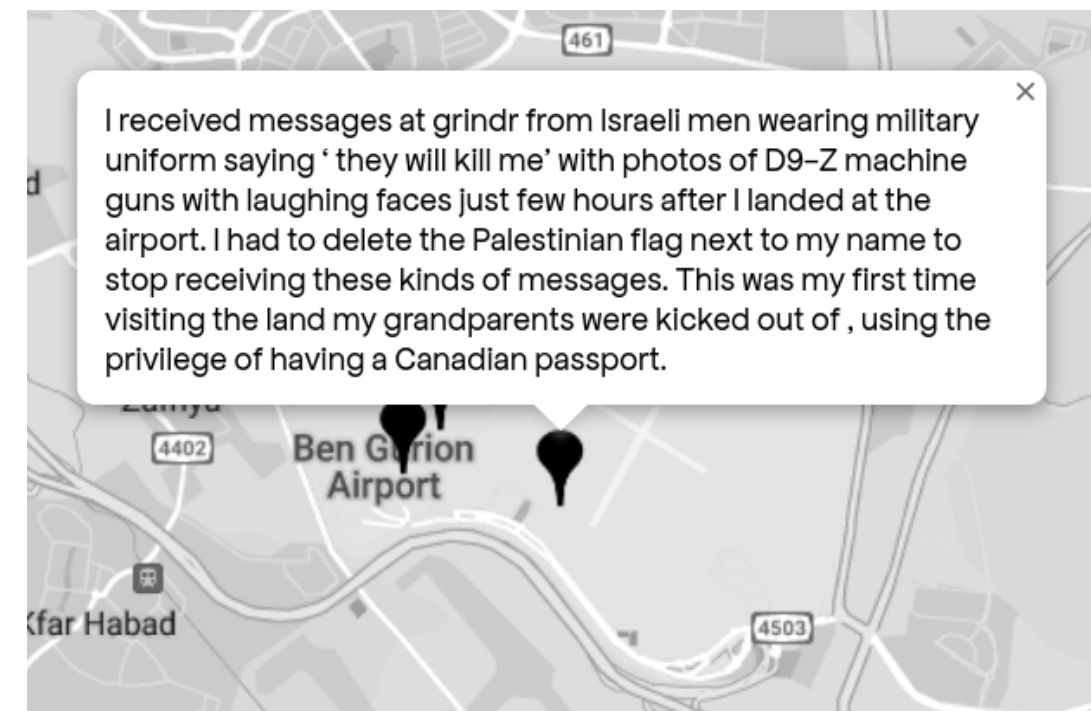 461
I received messages at grindr from Israeli men wearing military
uniform saying ‘ they will kill me’ with photos of D9–Z machine
guns with laughing faces just few hours after I landed at the
airport. I had to delete the Palestinian flag next to my name to
stop receiving these kinds of messages. This was my first time
visiting the land my grandparents were kicked out of , using the
privilege of having a Canadian passport.
4402
Ben Gurion
Airport
Kfar Habad
4503